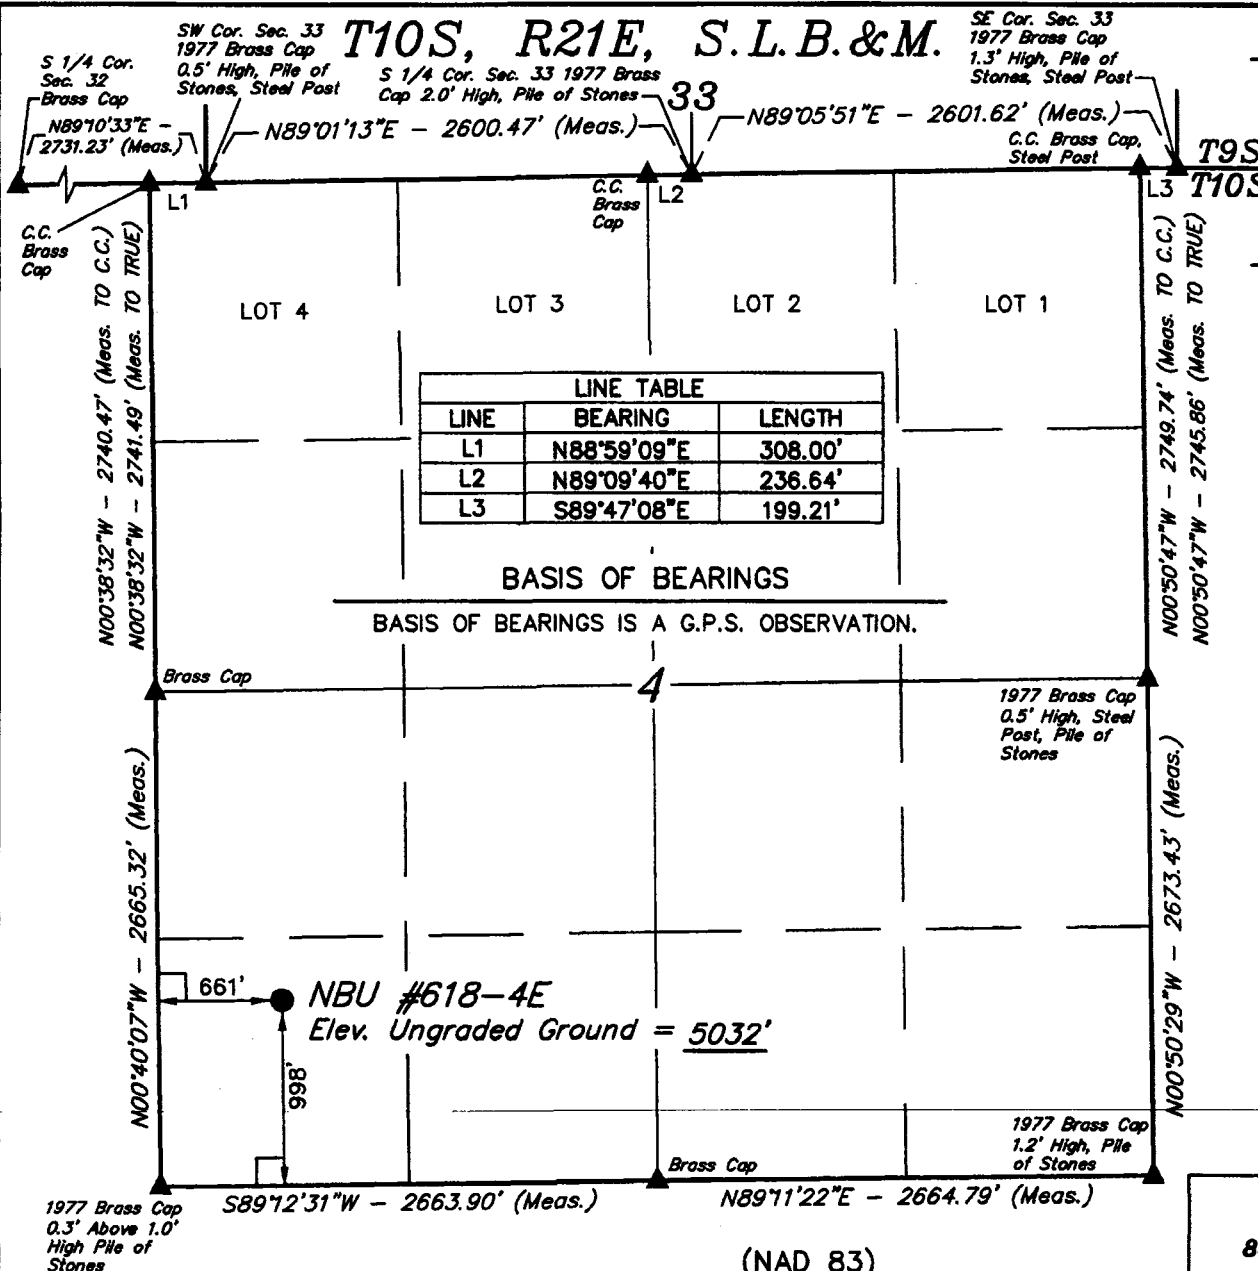 T10S, R21E, S.L.B.&M.
SW Cor. Sec. 33
1977 Brass Cap
0.5' High, Pile of
Stones, Steel Post
SE Cor. Sec. 33
1977 Brass Cap
1.3' High, Pile of
Stones, Steel Post
S 1/4 Cor.
Sec. 32
Brass Cap
S 1/4 Cor. Sec. 33 1977 Brass
Cap 2.0' High, Pile of Stones
33
N89°10'33"E -
2731.23' (Meas.)
N89°01'13"E - 2600.47' (Meas.)
N89°05'51"E - 2601.62' (Meas.)
C.C. Brass Cap,
Steel Post
T9S
T10S
L1
C.C.
Brass
Cap
L2
L3
C.C.
Brass
Cap
N00°38'32"W - 2740.47' (Meas. TO C.C.)
N00°38'32"W - 2741.49' (Meas. TO TRUE)
LOT 4
LOT 3
LOT 2
LOT 1
N00°50'47"W - 2749.74' (Meas. TO C.C.)
N00°50'47"W - 2745.86' (Meas. TO TRUE)
LINE TABLE
LINE BEARING LENGTH
L1 N88°59'09"E 308.00'
L2 N89°09'40"E 236.64'
L3 S89°47'08"E 199.21'
BASIS OF BEARINGS
BASIS OF BEARINGS IS A G.P.S. OBSERVATION.
Brass Cap
4
1977 Brass Cap
0.5' High, Steel
Post, Pile of
Stones
N00°40'07"W - 2665.32' (Meas.)
N00°50'29"W - 2673.43' (Meas.)
661'
NBU #618-4E
Elev. Ungraded Ground = 5032'
998'
1977 Brass Cap
1.2' High, Pile
of Stones
Brass Cap
S89°12'31"W - 2663.90' (Meas.)
N89°11'22"E - 2664.79' (Meas.)
1977 Brass Cap
0.3' Above 1.0'
High Pile of
Stones
(NAD 83)
8